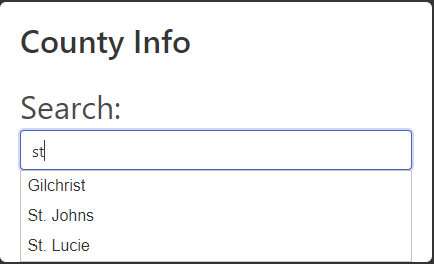 County Info
Search:
st
Gilchrist
St. Johns
St. Lucie